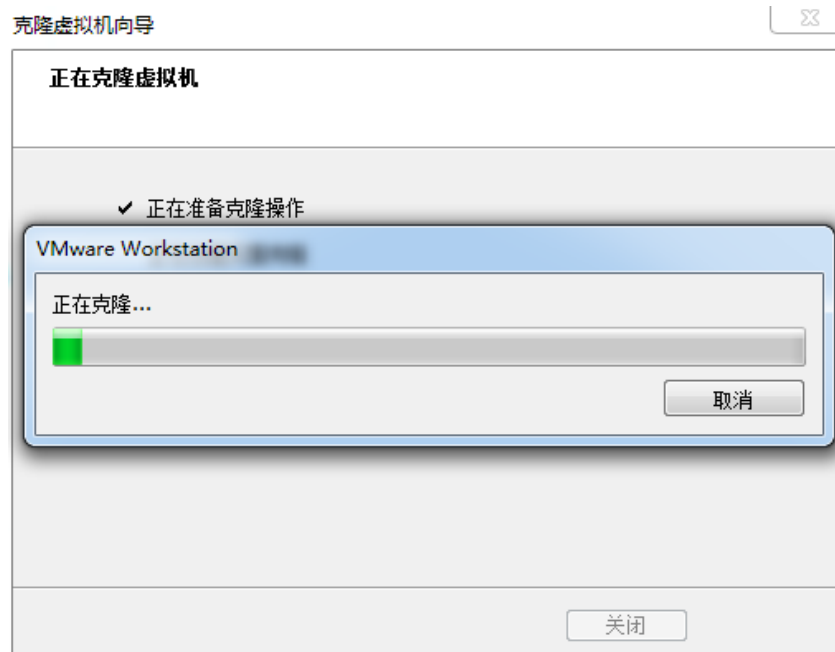 克隆虚拟机向导
正在克隆虚拟机
✔ 正在准备克隆操作
VMware Workstation
正在克隆...
取消
关闭